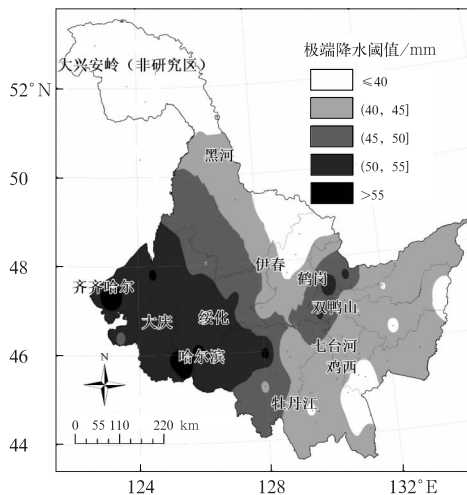 极端降水阈值/mm
≤40
(40, 45]
(45, 50]
(50, 55]
>55
大兴安岭（非研究区）
52°N
黑河
50
伊春
鹤岗
48
齐齐哈尔
双鸭山
大庆
绥化
七台河
哈尔滨
鸡西
46
N
牡丹江
0 55 110 220 km
44
124 128 132°E